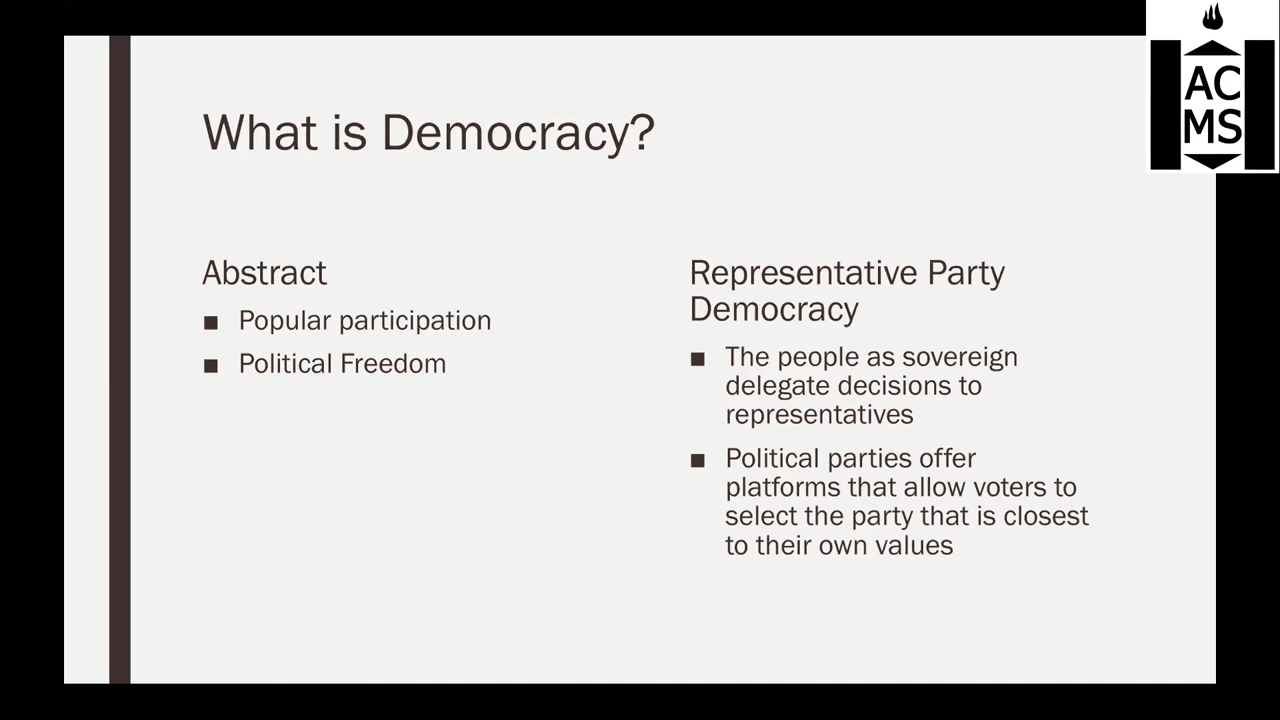 What is Democracy?
Abstract
■ Popular participation
■ Political Freedom
Representative Party
Democracy
■ The people as sovereign
delegate decisions to
representatives
■ Political parties offer
platforms that allow voters to
select the party that is closest
to their own values
AC
MS